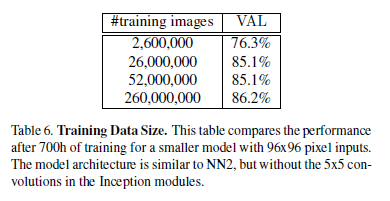 #training images VAL
2,600,000 76.3%
26,000,000 85.1%
52,000,000 85.1%
260,000,000 86.2%
Table 6. Training Data Size. This table compares the performance
after 700h of training for a smaller model with 96x96 pixel inputs.
The model architecture is similar to NN2, but without the 5x5 con-
volutions in the Inception modules.